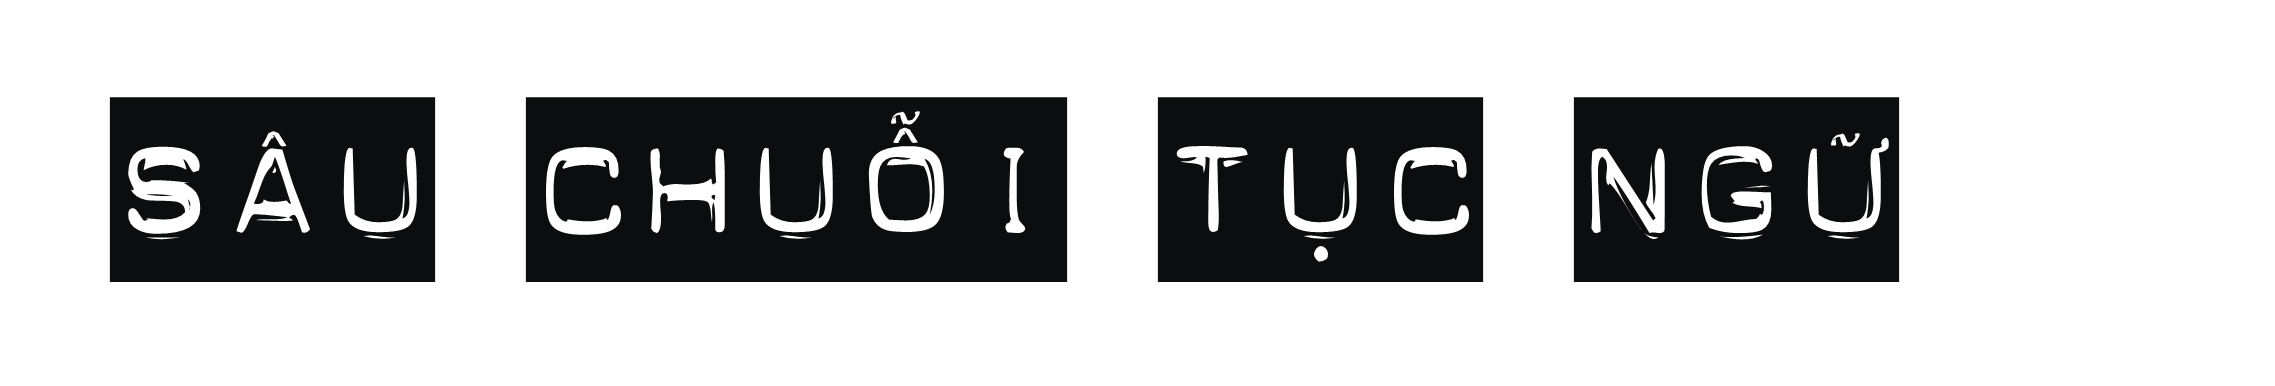 SÂU CHUỖI TỤC NGỮ